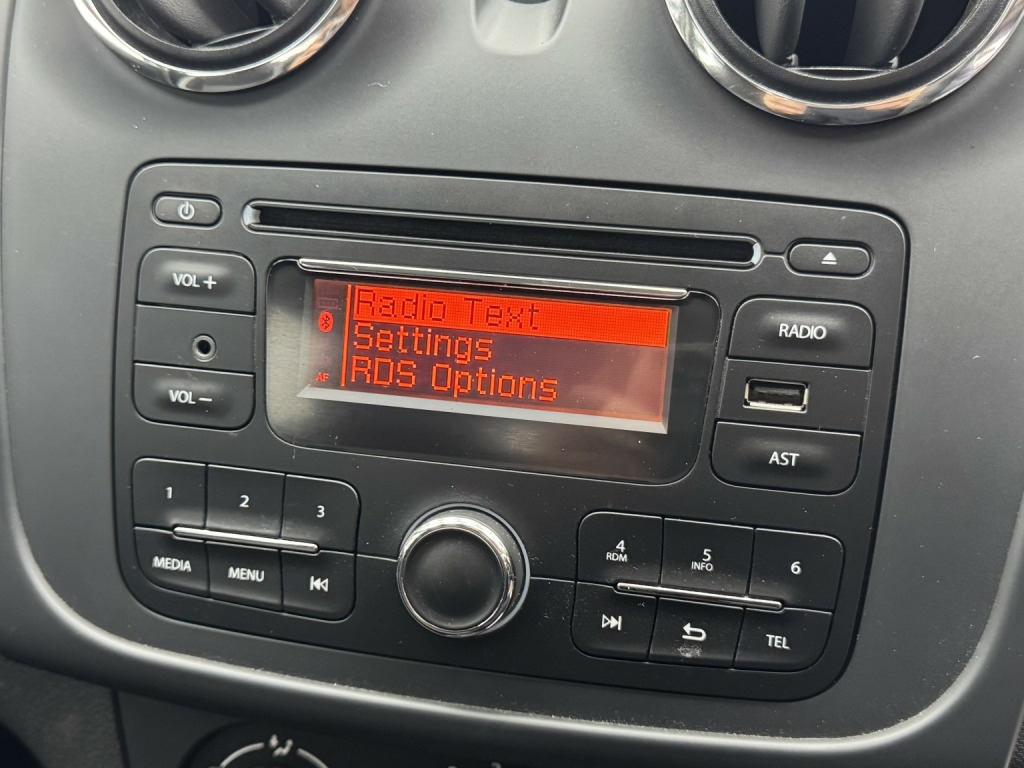 VOL +
VOL –
Radio Text
Settings
RDS Options
AF
RADIO
AST
1
2
3
MEDIA
MENU
4
RDM
5
INFO
6
TEL